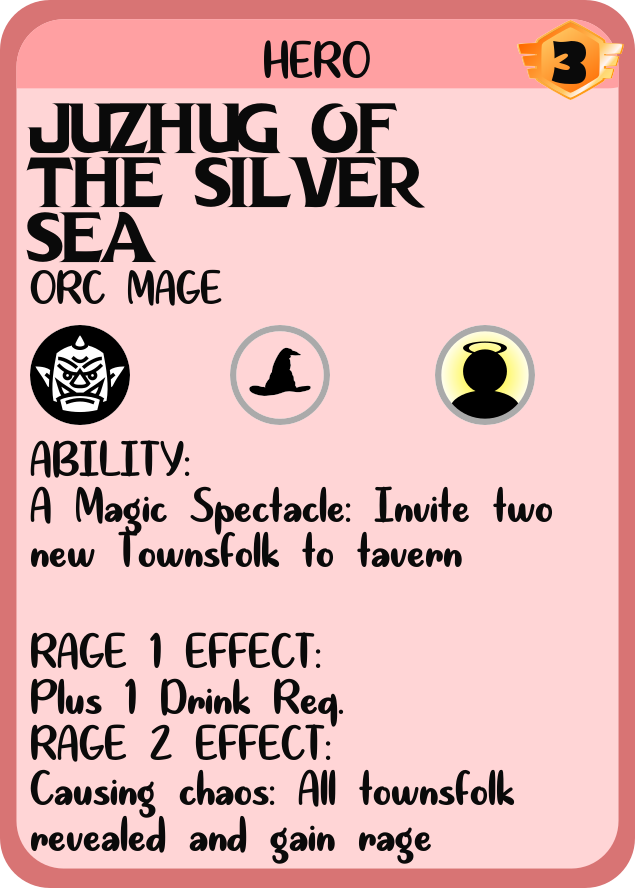 HERO
3
JUZHUG OF
THE SILVER
SEA
ORC MAGE
ABILITY:
A Magic Spectacle: Invite two
new Townsfolk to tavern
RAGE 1 EFFECT:
Plus 1 Drink Req.
RAGE 2 EFFECT:
Causing chaos: All townsfolk
revealed and gain rage